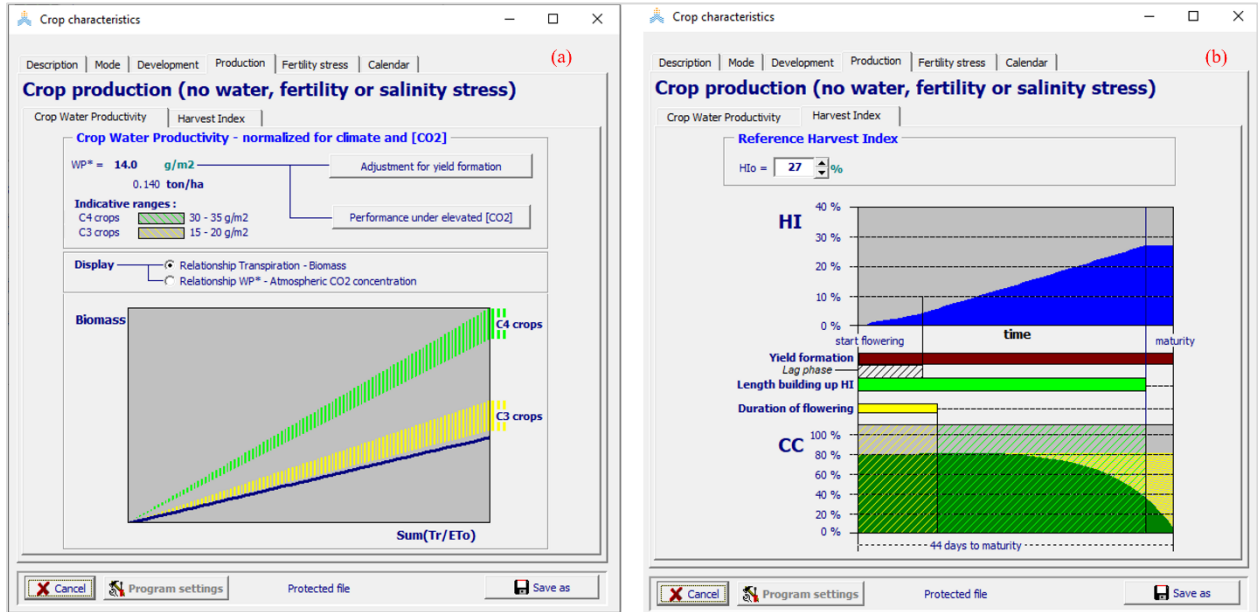 Crop characteristics
(a)
Description Mode Development Production Fertility stress Calendar
Crop production (no water, fertility or salinity stress)
Crop Water Productivity Harvest Index
Crop Water Productivity - normalized for climate and [CO2]
WP* = 14.0 g/m2
Adjustment for yield formation
0.140 ton/ha
Indicative ranges :
C4 crops 30 - 35 g/m2
Performance under elevated [CO2]
C3 crops 15 - 20 g/m2
Display
Relationship Transpiration - Biomass
Relationship WP* - Atmospheric CO2 concentration
Biomass
C4 crops
C3 crops
Sum(Tr/ETo)
Cancel Program settings Protected file Save as
Crop characteristics
(b)
Description Mode Development Production Fertility stress Calendar
Crop production (no water, fertility or salinity stress)
Crop Water Productivity Harvest Index
Reference Harvest Index
HIo = 27 %
40 %
HI
30 %
20 %
10 %
0 %
start flowering time maturity
Yield formation
Lag phase
Length building up HI
Duration of flowering
100 %
CC
80 %
60 %
40 %
20 %
0 %
44 days to maturity
Cancel Program settings Protected file Save as